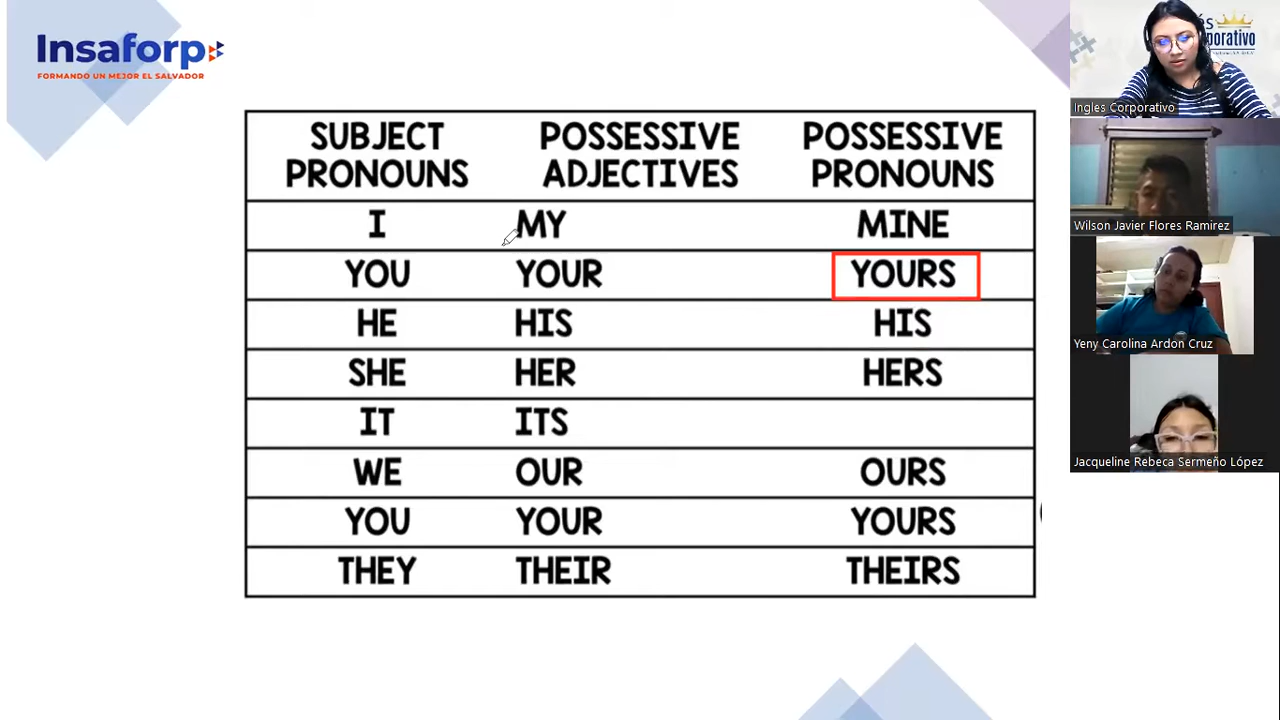 Insaforp
FORMANDO UN MEJOR EL SALVADOR
SUBJECT PRONOUNS POSSESSIVE ADJECTIVES POSSESSIVE PRONOUNS
I MY MINE
YOU YOUR YOURS
HE HIS HIS
SHE HER HERS
IT ITS
WE OUR OURS
YOU YOUR YOURS
THEY THEIR THEIRS
Ingles Corporativo
Wilson Javier Flores Ramirez
Yeny Carolina Ardon Cruz
Jacqueline Rebeca Sermeño López